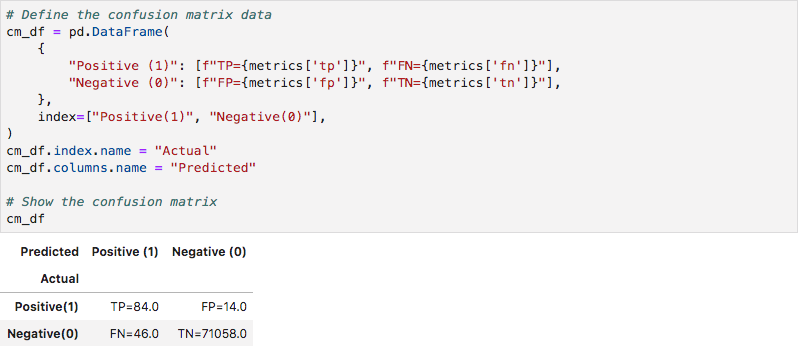 # Define the confusion matrix data
cm_df = pd.DataFrame(
    {
        "Positive (1)": [f"TP={metrics['tp']}", f"FN={metrics['fn']}"],
        "Negative (0)": [f"FP={metrics['fp']}", f"TN={metrics['tn']}"],
    },
    index=["Positive(1)", "Negative(0)"],
)
cm_df.index.name = "Actual"
cm_df.columns.name = "Predicted"

# Show the confusion matrix
cm_df
Predicted Positive (1) Negative (0)
Actual
Positive(1) TP=84.0 FP=14.0
Negative(0) FN=46.0 TN=71058.0